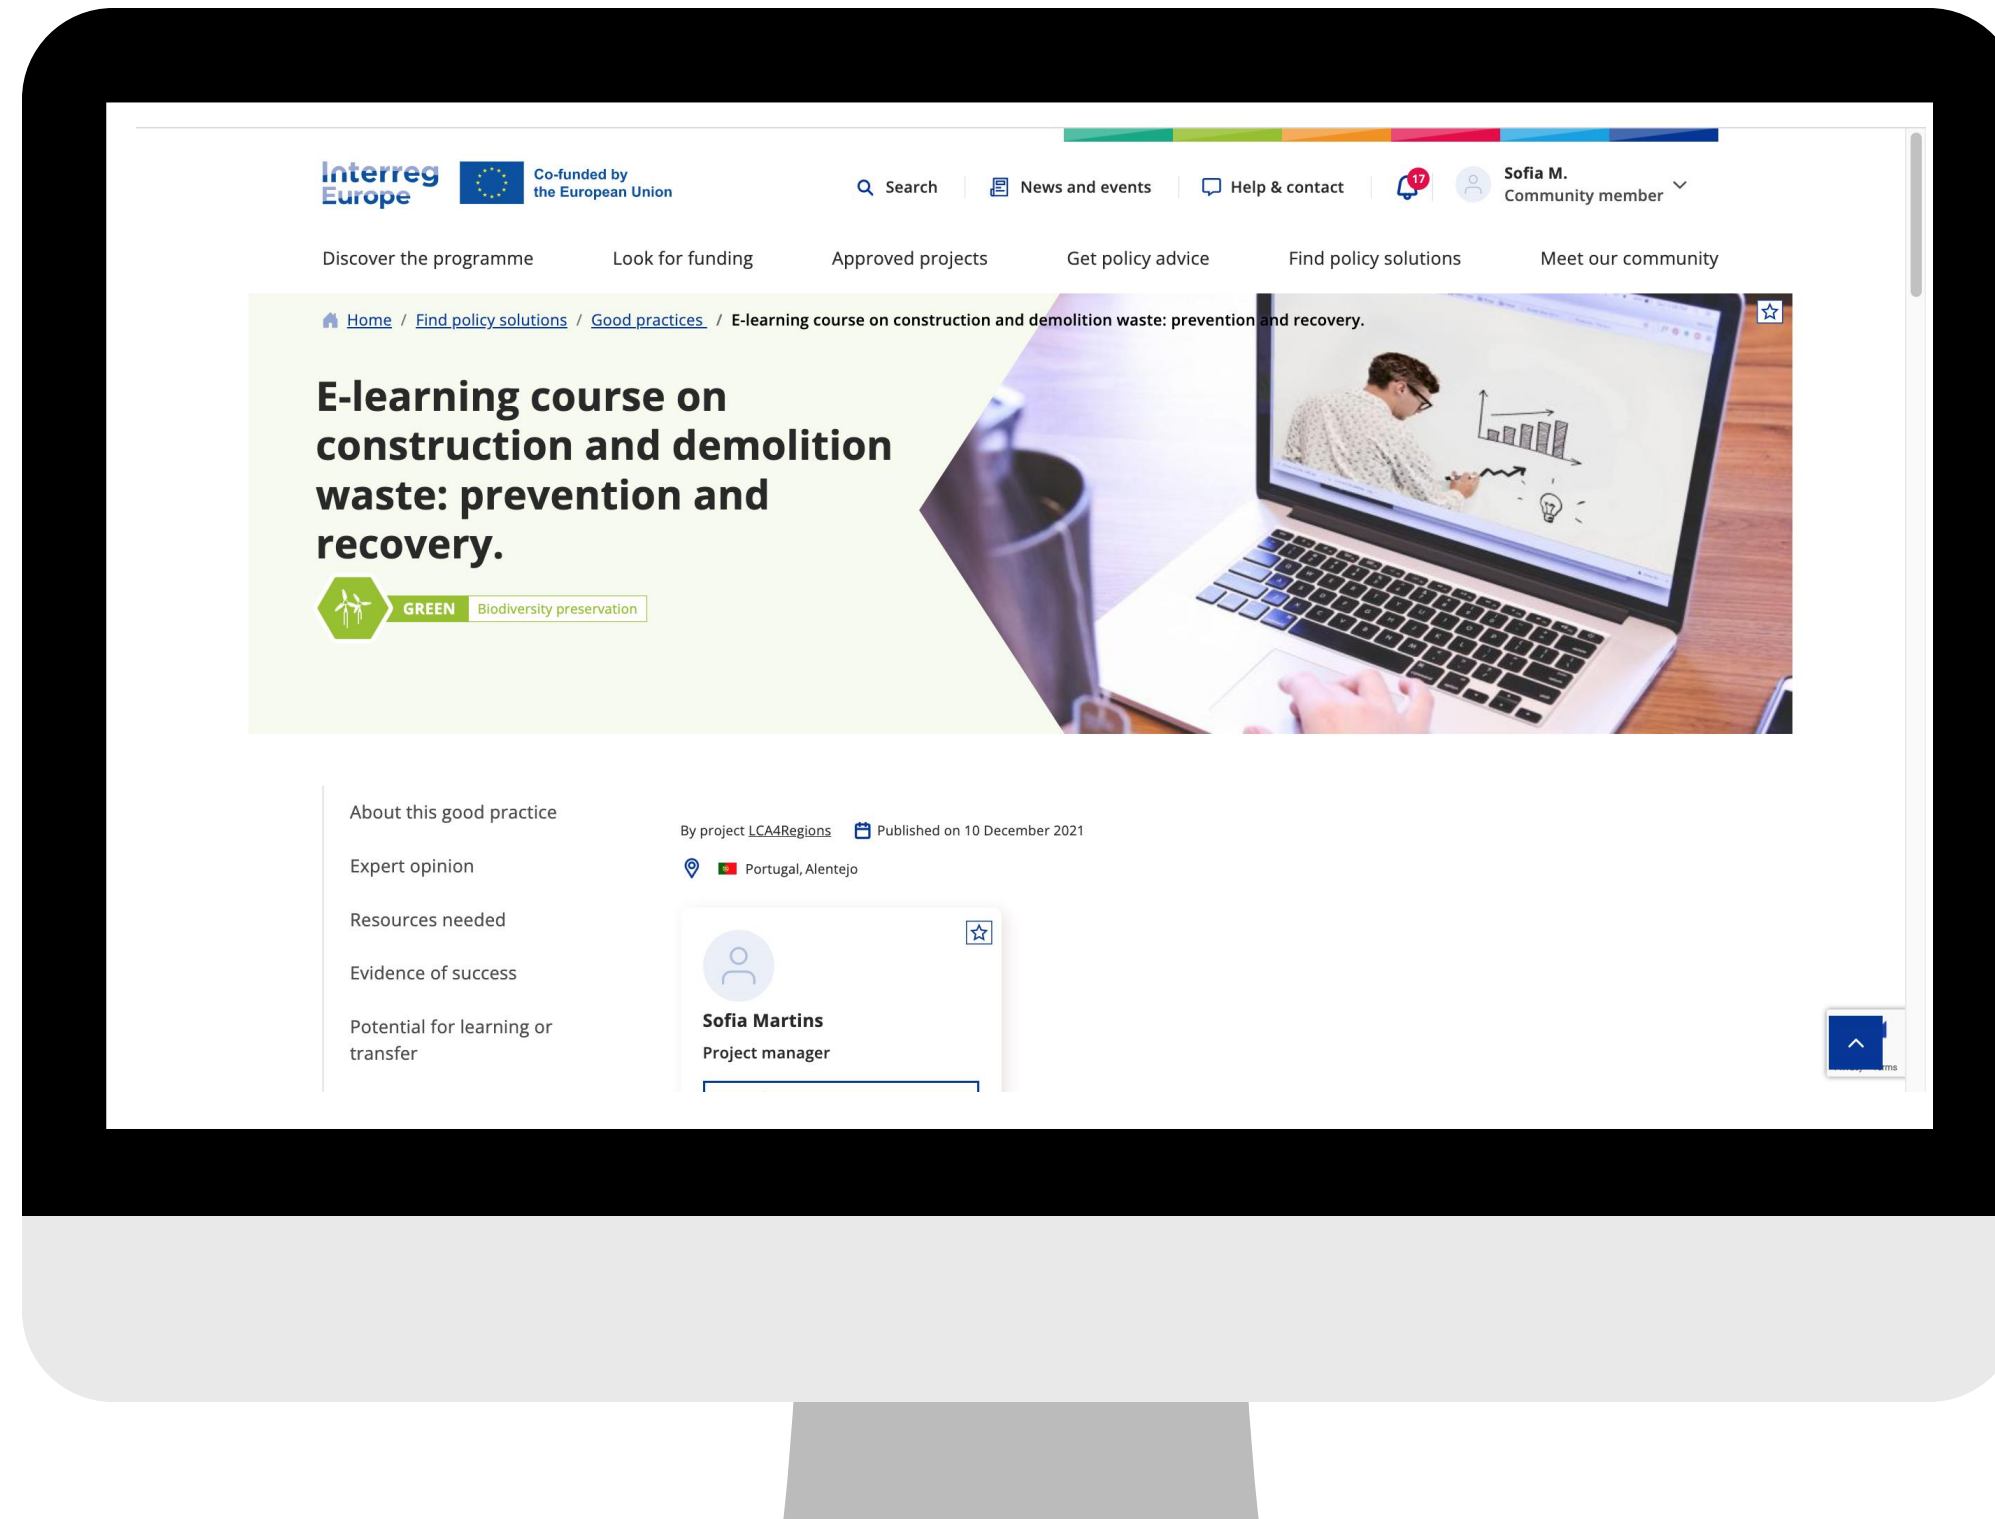 Interreg
Europe
Co-funded by
the European Union
Search
News and events
Help & contact
17
Sofia M.
Community member
Discover the programme
Look for funding
Approved projects
Get policy advice
Find policy solutions
Meet our community
Home / Find policy solutions / Good practices / E-learning course on construction and demolition waste: prevention and recovery.
E-learning course on
construction and demolition
waste: prevention and
recovery.
GREEN Biodiversity preservation
About this good practice
Expert opinion
Resources needed
Evidence of success
Potential for learning or
transfer
By project LCA4Regions Published on 10 December 2021
Portugal, Alentejo
Sofia Martins
Project manager